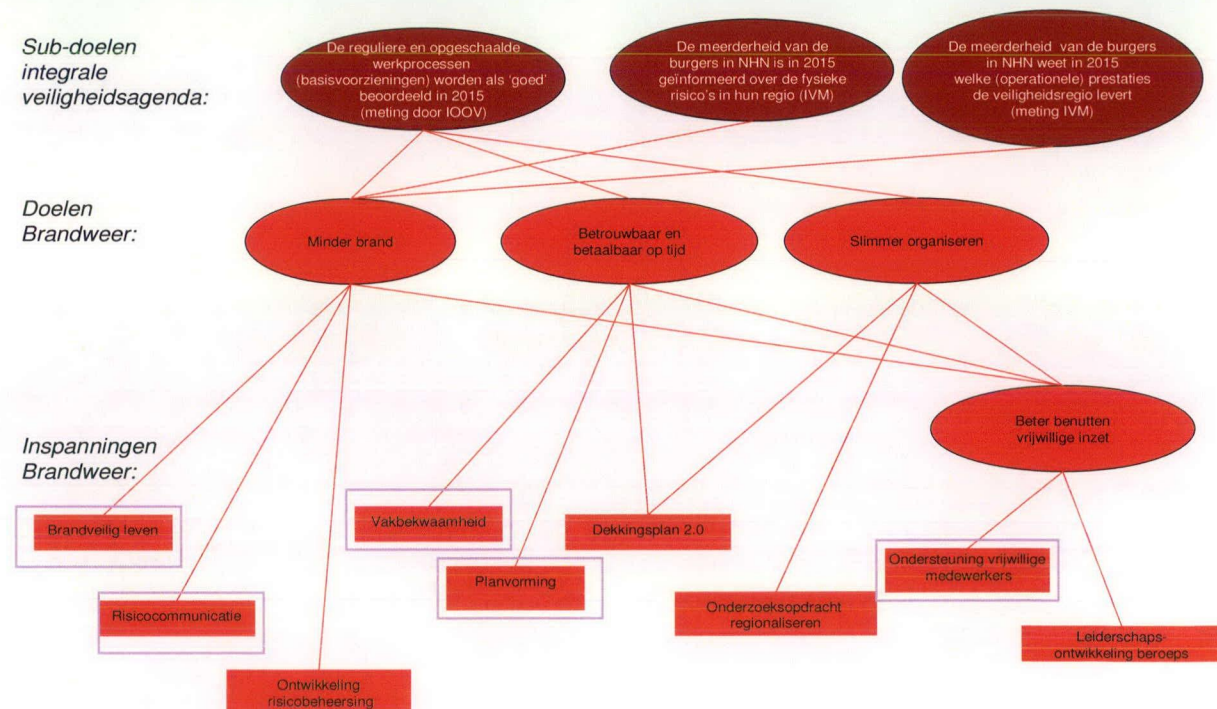 Sub-doelen
integrale
veiligheidsagenda:
De reguliere en opgeschaalde
werkprocessen
(basisvoorzieningen) worden als 'goed'
beoordeeld in 2015
(meting door IOOV)
De meerderheid van de
burgers in NHN is in 2015
geïnformeerd over de fysieke
risico's in hun regio (IVM)
De meerderheid van de burgers
in NHN weet in 2015
welke (operationele) prestaties
de veiligheidsregio levert
(meting IVM)
Doelen
Brandweer:
Minder brand
Betrouwbaar en
betaalbaar op tijd
Slimmer organiseren
Beter benutten
vrijwillige inzet
Inspanningen
Brandweer:
Brandveilig leven
Vakbekwaamheid
Dekkingsplan 2.0
Ondersteuning vrijwillige
medewerkers
Planvorming
Risicocommunicatie
Onderzoeksopdracht
regionaliseren
Leiderschaps-
ontwikkeling beroeps
Ontwikkeling
risicobeheersing